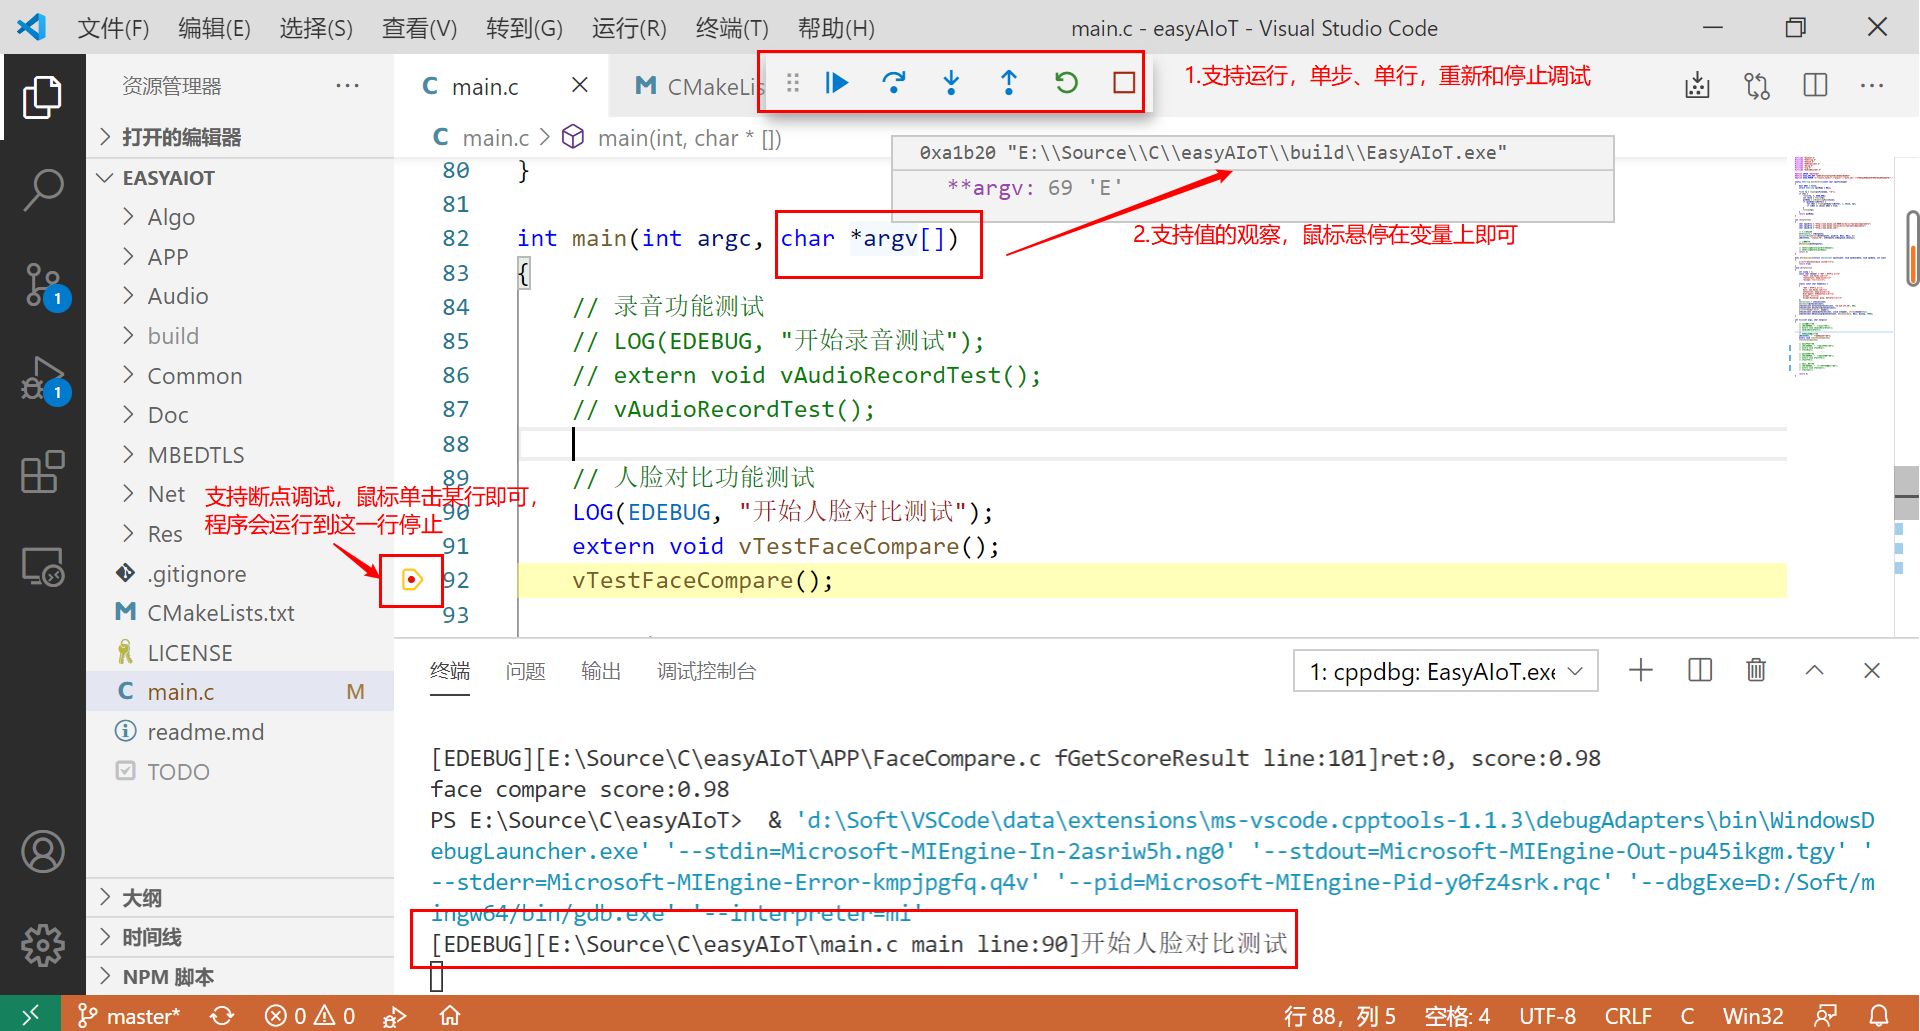 文件(F) 编辑(E) 选择(S) 查看(V) 转到(G) 运行(R) 终端(T) 帮助(H) main.c - easyAIoT - Visual Studio Code
资源管理器
打开的编辑器
EASYAIOT
Algo
APP
Audio
build
Common
Doc
MBEDTLS
Net
Res
.gitignore
CMakeLists.txt
LICENSE
main.c M
readme.md
TODO
大纲
时间线
NPM 脚本
1
1
C main.c M CMakeLis
1.支持运行，单步、单行，重新和停止调试
C main.c > main(int, char * [])
0xa1b20 "E:\\Source\\C\\easyAIoT\\build\\EasyAIoT.exe"
**argv: 69 'E'
2.支持值的观察，鼠标悬停在变量上即可
80 }
81
82 int main(int argc, char *argv[])
83 {
84 // 录音功能测试
85 // LOG(EDEBUG, "开始录音测试");
86 // extern void vAudioRecordTest();
87 // vAudioRecordTest();
88
89 // 人脸对比功能测试
90 LOG(EDEBUG, "开始人脸对比测试");
91 extern void vTestFaceCompare();
92 vTestFaceCompare();
93
支持断点调试，鼠标单击某行即可，
程序会运行到这一行停止
终端 问题 输出 调试控制台 1: cppdbg: EasyAIoT.exe
[EDEBUG][E:\Source\C\easyAIoT\APP\FaceCompare.c fGetScoreResult line:101]ret:0, score:0.98
face compare score:0.98
PS E:\Source\C\easyAIoT> & 'd:\Soft\VSCode\data\extensions\ms-vscode.cpptools-1.1.3\debugAdapters\bin\WindowsD
ebugLauncher.exe' '--stdin=Microsoft-MIEngine-In-2asriw5h.ng0' '--stdout=Microsoft-MIEngine-Out-pu45ikgm.tgy' '
--stderr=Microsoft-MIEngine-Error-kmpjpgfq.q4v' '--pid=Microsoft-MIEngine-Pid-y0fz4srk.rqc' '--dbgExe=D:/Soft/m
ingw64/bin/gdb.exe' '--interpreter=mi'
[EDEBUG][E:\Source\C\easyAIoT\main.c main line:90]开始人脸对比测试
master* 0 0 行 88，列 5 空格: 4 UTF-8 CRLF C Win32